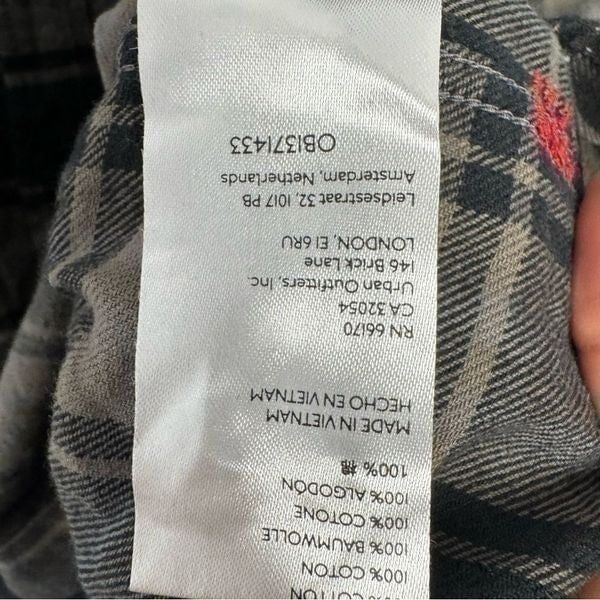 COTTON
100% COTON
100% BAUMWOLLE
100% COTONE
100% ALGODÓN
100% 棉
MADE IN VIETNAM
HECHO EN VIETNAM
RN 66170
CA 32054
Urban Outfitters, Inc.
146 Brick Lane
LONDON, E1 6RU
Leidsestraat 32, 1017 PB
Amsterdam, Netherlands
OB1371433